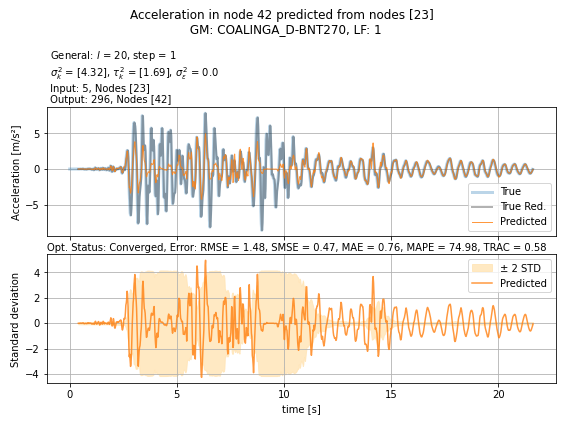 Acceleration in node 42 predicted from nodes [23]
GM: COALINGA_D-BNT270, LF: 1
General: l = 20, step = 1
σ²ₖ = [4.32], τ²ₖ = [1.69], σ²ε = 0.0
Input: 5, Nodes [23]
Output: 296, Nodes [42]
Acceleration [m/s²]
5
0
−5
True
True Red.
Predicted
Opt. Status: Converged, Error: RMSE = 1.48, SMSE = 0.47, MAE = 0.76, MAPE = 74.98, TRAC = 0.58
Standard deviation
4
2
0
−2
−4
± 2 STD
Predicted
0 5 10 15 20
time [s]